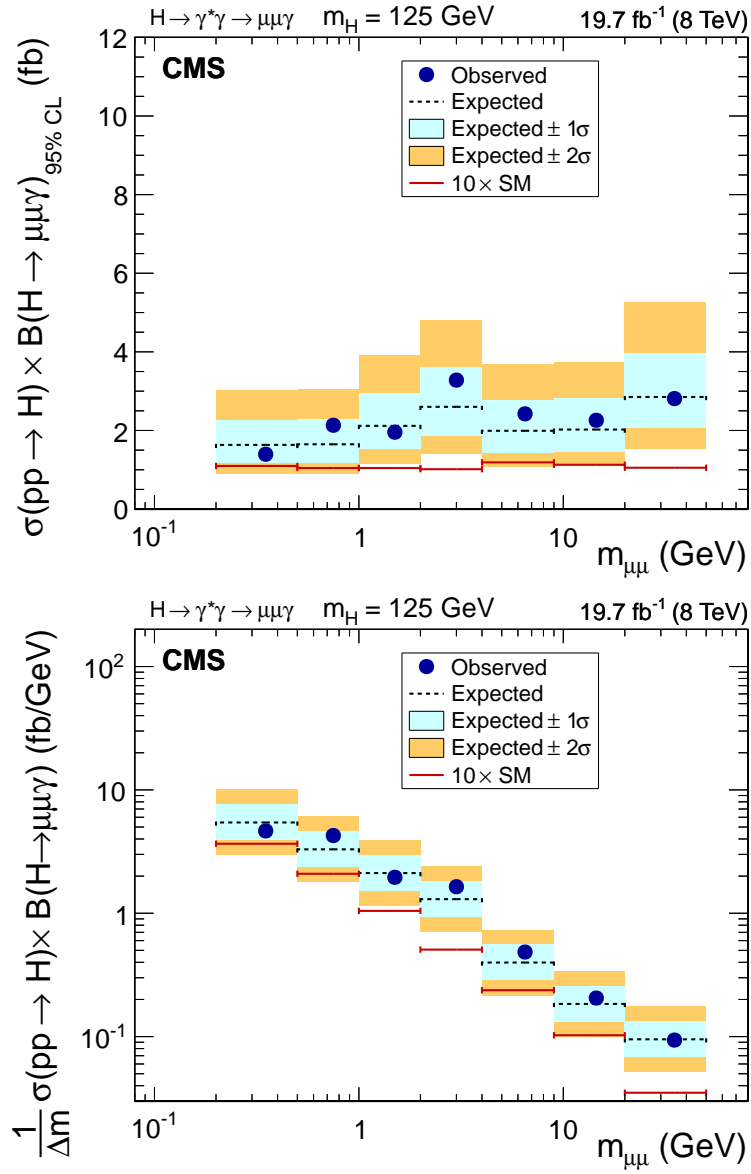 H→γ*γ→μμγ m_H = 125 GeV 19.7 fb⁻¹ (8 TeV)
CMS
Observed
Expected
Expected ± 1σ
Expected ± 2σ
10× SM
σ(pp → H) × B(H → μμγ)95% CL (fb)
12
10
8
6
4
2
0
10⁻¹ 1 10
m_μμ (GeV)
H→γ*γ→μμγ m_H = 125 GeV 19.7 fb⁻¹ (8 TeV)
CMS
Observed
Expected
Expected ± 1σ
Expected ± 2σ
10× SM
1/Δm σ(pp → H)× B(H→μμγ) (fb/GeV)
10²
10
1
10⁻¹
10⁻¹ 1 10
m_μμ (GeV)